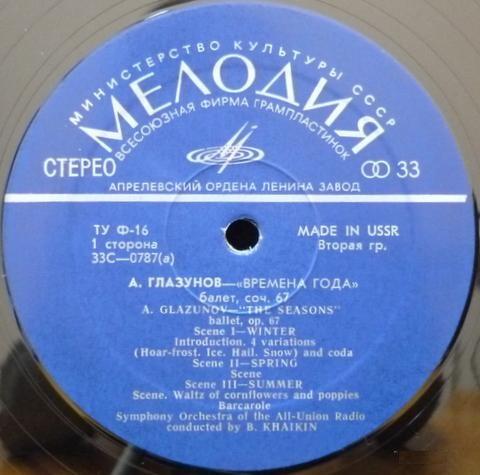 МИНИСТЕРСТВО КУЛЬТУРЫ СССР
МЕЛОДИЯ
ВСЕСОЮЗНАЯ ФИРМА ГРАМПЛАСТИНОК
СТЕРЕО
33
АПРЕЛЕВСКИЙ ОРДЕНА ЛЕНИНА ЗАВОД
ТУ Ф-16
MADE IN USSR
1 сторона
Вторая гр.
33С—0787(а)
А. ГЛАЗУНОВ—«ВРЕМЕНА ГОДА»
балет, соч. 67
A. GLAZUNOV—"THE SEASONS"
ballet, op. 67
Scene I—WINTER
Introduction. 4 variations
(Hoar-frost. Ice. Hail. Snow) and coda
Scene II—SPRING
Scene
Scene III—SUMMER
Scene. Waltz of cornflowers and poppies
Barcarole
Symphony Orchestra of the All-Union Radio
conducted by B. KHAIKIN